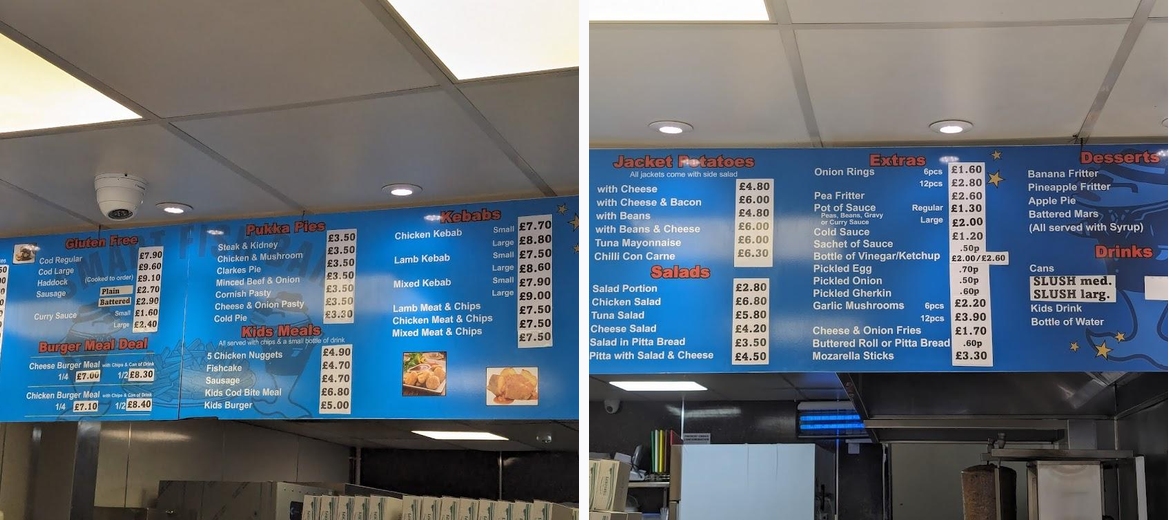 Gluten Free
Cod Regular £7.90
Cod Large £9.60
(Cooked to order)
Haddock £9.10
Sausage Plain £2.70
Battered £2.90
Curry Sauce Small £1.60
Large £2.40
Burger Meal Deal
Cheese Burger Meal with Chips & Can of Drink
1/4 £7.00 1/2 £8.30
Chicken Burger Meal with Chips & Can of Drink
1/4 £7.10 1/2 £8.40
Pukka Pies
Steak & Kidney £3.50
Chicken & Mushroom £3.50
Clarkes Pie £3.50
Minced Beef & Onion £3.50
Cornish Pasty £3.50
Cheese & Onion Pasty £3.50
Cold Pie £3.30
Kids Meals
All served with chips & a small bottle of drink
5 Chicken Nuggets £4.90
Fishcake £4.70
Sausage £4.70
Kids Cod Bite Meal £6.80
Kids Burger £5.00
Kebabs
Chicken Kebab Small £7.70
Large £8.80
Lamb Kebab Small £7.50
Large £8.60
Mixed Kebab Small £7.90
Large £9.00
Lamb Meat & Chips £7.50
Chicken Meat & Chips £7.50
Mixed Meat & Chips £7.50
Jacket Potatoes
All jackets come with side salad
with Cheese £4.80
with Cheese & Bacon £6.00
with Beans £4.80
with Beans & Cheese £6.00
Tuna Mayonnaise £6.00
Chilli Con Carne £6.30
Salads
Salad Portion £2.80
Chicken Salad £6.80
Tuna Salad £5.80
Cheese Salad £4.20
Salad in Pitta Bread £3.50
Pitta with Salad & Cheese £4.50
Extras
Onion Rings 6pcs £1.60
12pcs £2.80
Pea Fritter £2.60
Pot of Sauce Regular £1.30
Peas, Beans, Gravy
or Curry Sauce Large £2.00
Cold Sauce £1.20
Sachet of Sauce .50p
Bottle of Vinegar/Ketchup £2.00/£2.60
Pickled Egg .70p
Pickled Onion .50p
Pickled Gherkin .60p
Garlic Mushrooms 6pcs £2.20
12pcs £3.90
Cheese & Onion Fries £1.70
Buttered Roll or Pitta Bread .60p
Mozarella Sticks £3.30
Desserts
Banana Fritter
Pineapple Fritter
Apple Pie
Battered Mars
(All served with Syrup)
Drinks
Cans
SLUSH med.
SLUSH larg.
Kids Drink
Bottle of Water